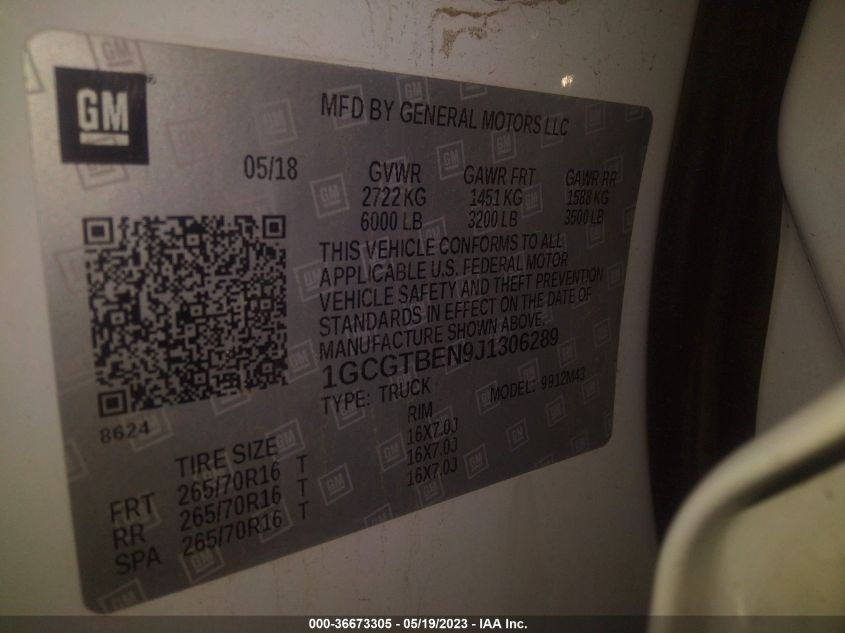 GM
MFD BY GENERAL MOTORS LLC
05/18 GVWR GAWR FRT GAWR RR
2722 KG 1451 KG 1588 KG
6000 LB 3200 LB 3500 LB
THIS VEHICLE CONFORMS TO ALL
APPLICABLE U.S. FEDERAL MOTOR
VEHICLE SAFETY AND THEFT PREVENTION
STANDARDS IN EFFECT ON THE DATE OF
MANUFACTURE SHOWN ABOVE.
1GCGTBEN9J1306289
TYPE: TRUCK MODEL: 9912M43
8624
TIRE SIZE RIM
FRT 265/70R16 T 16X7.0J
RR 265/70R16 T 16X7.0J
SPA 265/70R16 T 16X7.0J
000-36673305 - 05/19/2023 - IAA Inc.